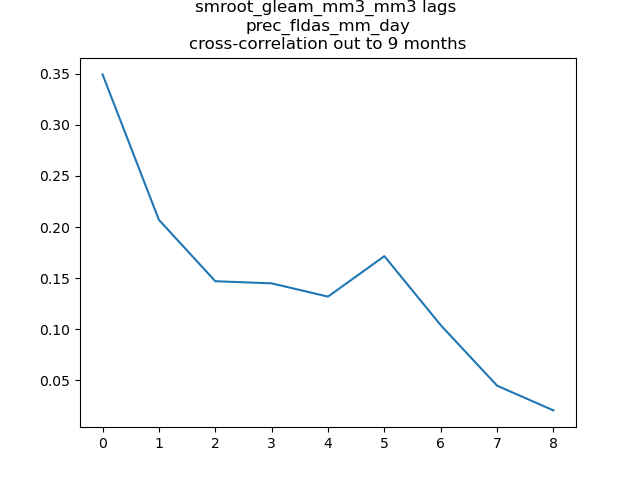 smroot_gleam_mm3_mm3 lags
prec_fldas_mm_day
cross-correlation out to 9 months
0.35
0.30
0.25
0.20
0.15
0.10
0.05
0 1 2 3 4 5 6 7 8